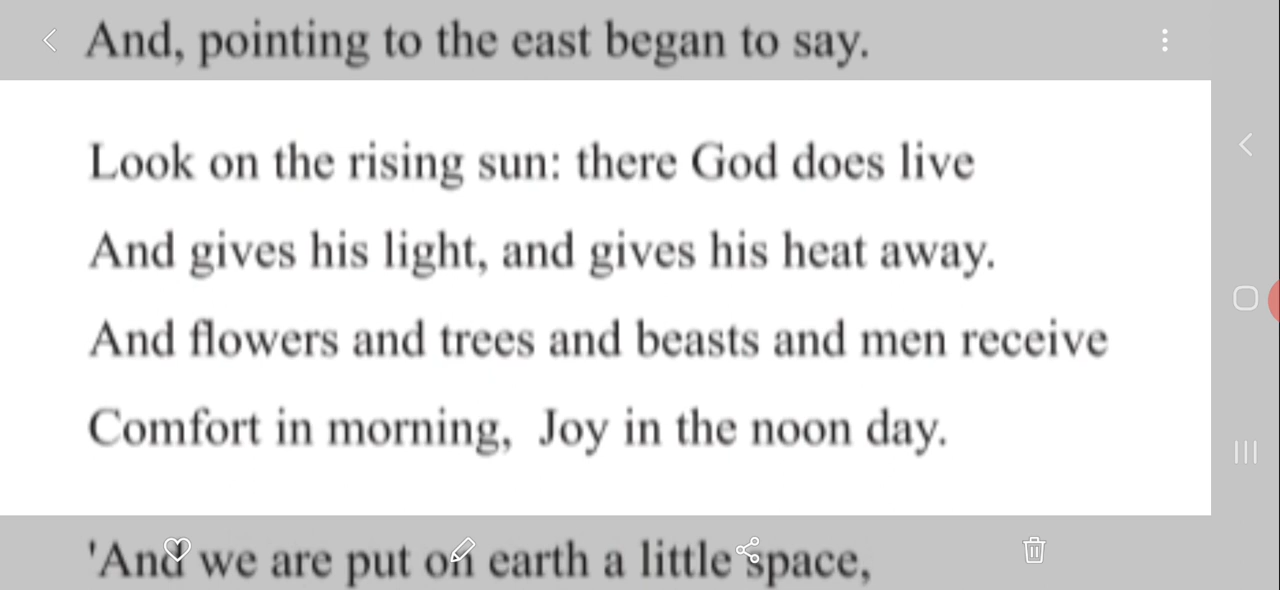 And, pointing to the east began to say.
Look on the rising sun: there God does live
And gives his light, and gives his heat away.
And flowers and trees and beasts and men receive
Comfort in morning,  Joy in the noon day.
'And we are put on earth a little space,